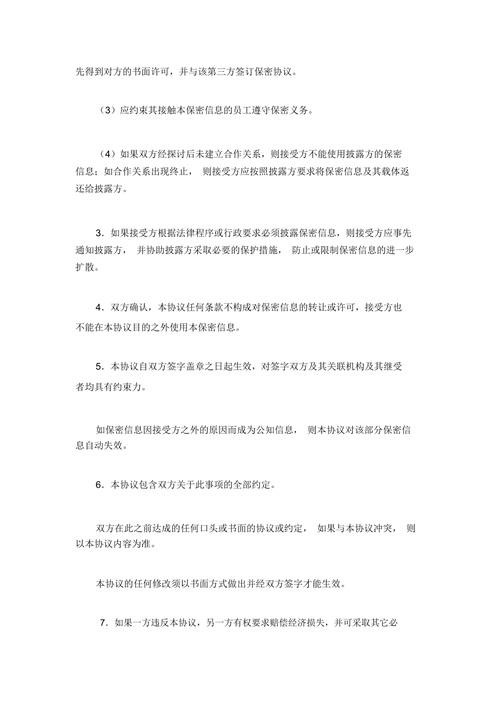 先得到对方的书面许可，并与该第三方签订保密协议。
（3）应约束其接触本保密信息的员工遵守保密义务。
（4）如果双方经探讨后未建立合作关系，则接受方不能使用披露方的保密
信息；如合作关系出现终止， 则接受方应按照披露方要求将保密信息及其载体返
还给披露方。
3．如果接受方根据法律程序或行政要求必须披露保密信息，则接受方应事先
通知披露方， 并协助披露方采取必要的保护措施， 防止或限制保密信息的进一步
扩散。
4．双方确认，本协议任何条款不构成对保密信息的转让或许可，接受方也
不能在本协议目的之外使用本保密信息。
5．本协议自双方签字盖章之日起生效，对签字双方及其关联机构及其继受
者均具有约束力。
如保密信息因接受方之外的原因而成为公知信息， 则本协议对该部分保密信
息自动失效。
6．本协议包含双方关于此事项的全部约定。
双方在此之前达成的任何口头或书面的协议或约定， 如果与本协议冲突， 则
以本协议内容为准。
本协议的任何修改须以书面方式做出并经双方签字才能生效。
7．如果一方违反本协议，另一方有权要求赔偿经济损失，并可采取其它必